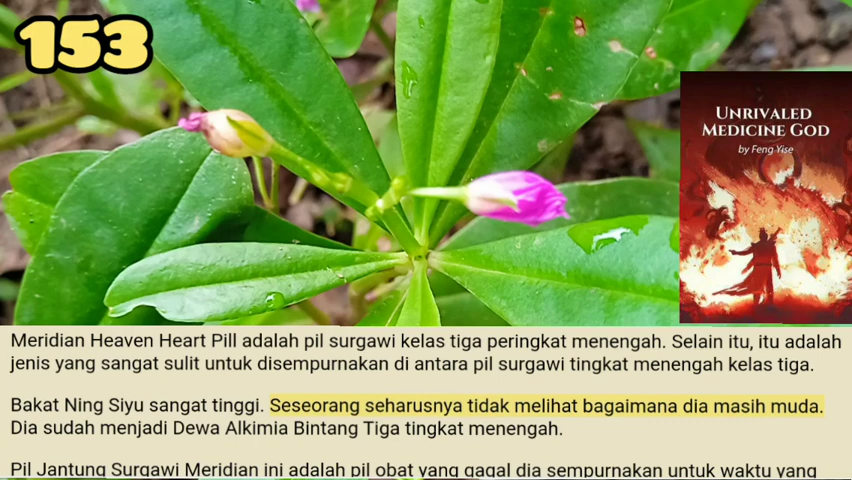 153
UNRIVALED
MEDICINE GOD
by Feng Yise
Meridian Heaven Heart Pill adalah pil surgawi kelas tiga peringkat menengah. Selain itu, itu adalah
jenis yang sangat sulit untuk disempurnakan di antara pil surgawi tingkat menengah kelas tiga.
Bakat Ning Siyu sangat tinggi. Seseorang seharusnya tidak melihat bagaimana dia masih muda.
Dia sudah menjadi Dewa Alkimia Bintang Tiga tingkat menengah.
Pil Jantung Surgawi Meridian ini adalah pil obat yang gagal dia sempurnakan untuk waktu yang